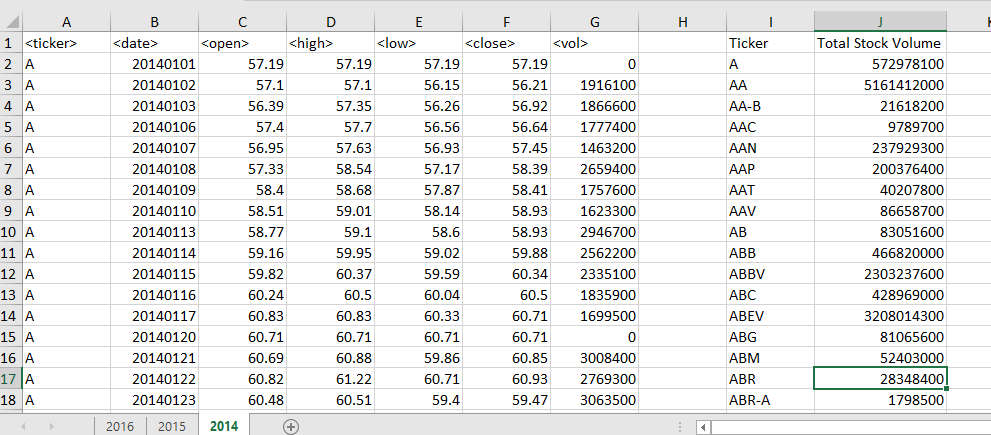 A B C D E F G H I J
1 <ticker> <date> <open> <high> <low> <close> <vol> Ticker Total Stock Volume
2 A 20140101 57.19 57.19 57.19 57.19 0 A 572978100
3 A 20140102 57.1 57.1 56.15 56.21 1916100 AA 5161412000
4 A 20140103 56.39 57.35 56.26 56.92 1866600 AA-B 21618200
5 A 20140106 57.4 57.7 56.56 56.64 1777400 AAC 9789700
6 A 20140107 56.95 57.63 56.93 57.45 1463200 AAN 237929300
7 A 20140108 57.33 58.54 57.17 58.39 2659400 AAP 200376400
8 A 20140109 58.4 58.68 57.87 58.41 1757600 AAT 40207800
9 A 20140110 58.51 59.01 58.14 58.93 1623300 AAV 86658700
10 A 20140113 58.77 59.1 58.6 58.93 2946700 AB 83051600
11 A 20140114 59.16 59.95 59.02 59.88 2562200 ABB 466820000
12 A 20140115 59.82 60.37 59.59 60.34 2335100 ABBV 2303237600
13 A 20140116 60.24 60.5 60.04 60.5 1835900 ABC 428969000
14 A 20140117 60.83 60.83 60.33 60.71 1699500 ABEV 3208014300
15 A 20140120 60.71 60.71 60.71 60.71 0 ABG 81065600
16 A 20140121 60.69 60.88 59.86 60.85 3008400 ABM 52403000
17 A 20140122 60.82 61.22 60.71 60.93 2769300 ABR 28348400
18 A 20140123 60.48 60.51 59.4 59.47 3063500 ABR-A 1798500
2016 2015 2014